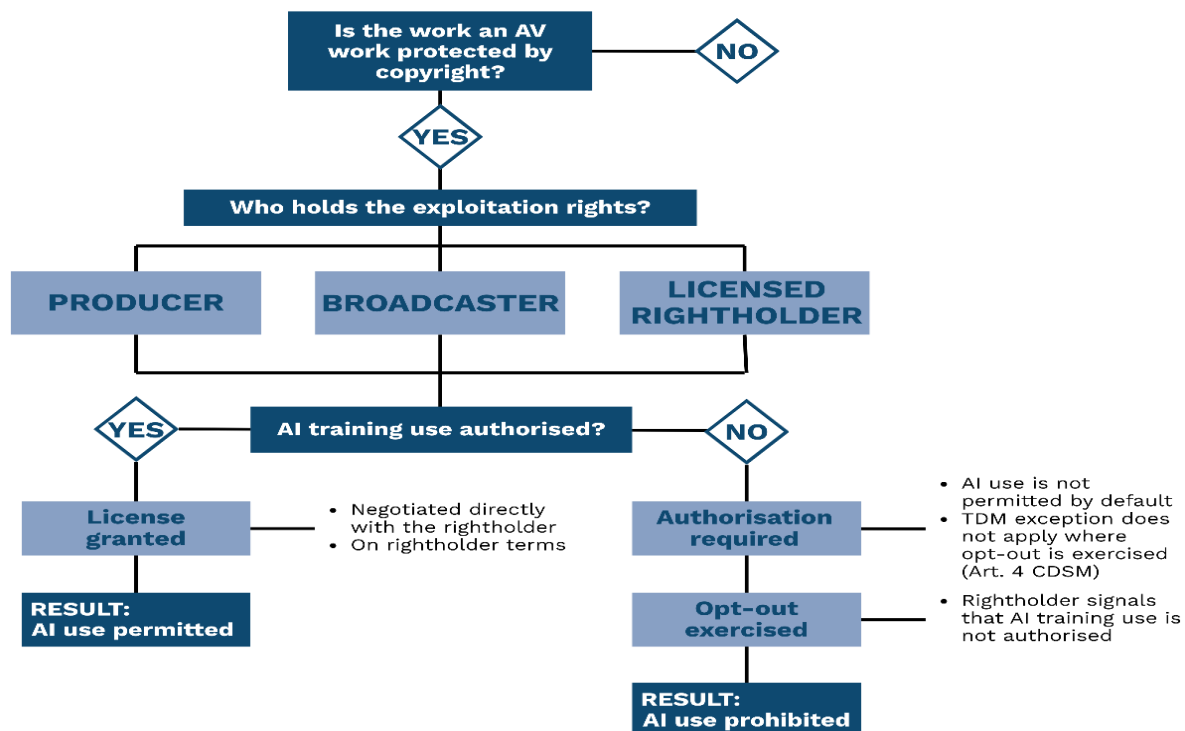 Is the work an AV
work protected by
copyright?
NO
YES
Who holds the exploitation rights?
PRODUCER
BROADCASTER
LICENSED
RIGHTHOLDER
YES
AI training use authorised?
NO
License
granted
• Negotiated directly
with the rightholder
• On rightholder terms
Authorisation
required
• AI use is not
permitted by default
• TDM exception does
not apply where
opt-out is exercised
(Art. 4 CDSM)
RESULT:
AI use permitted
Opt-out
exercised
• Rightholder signals
that AI training use is
not authorised
RESULT:
AI use prohibited